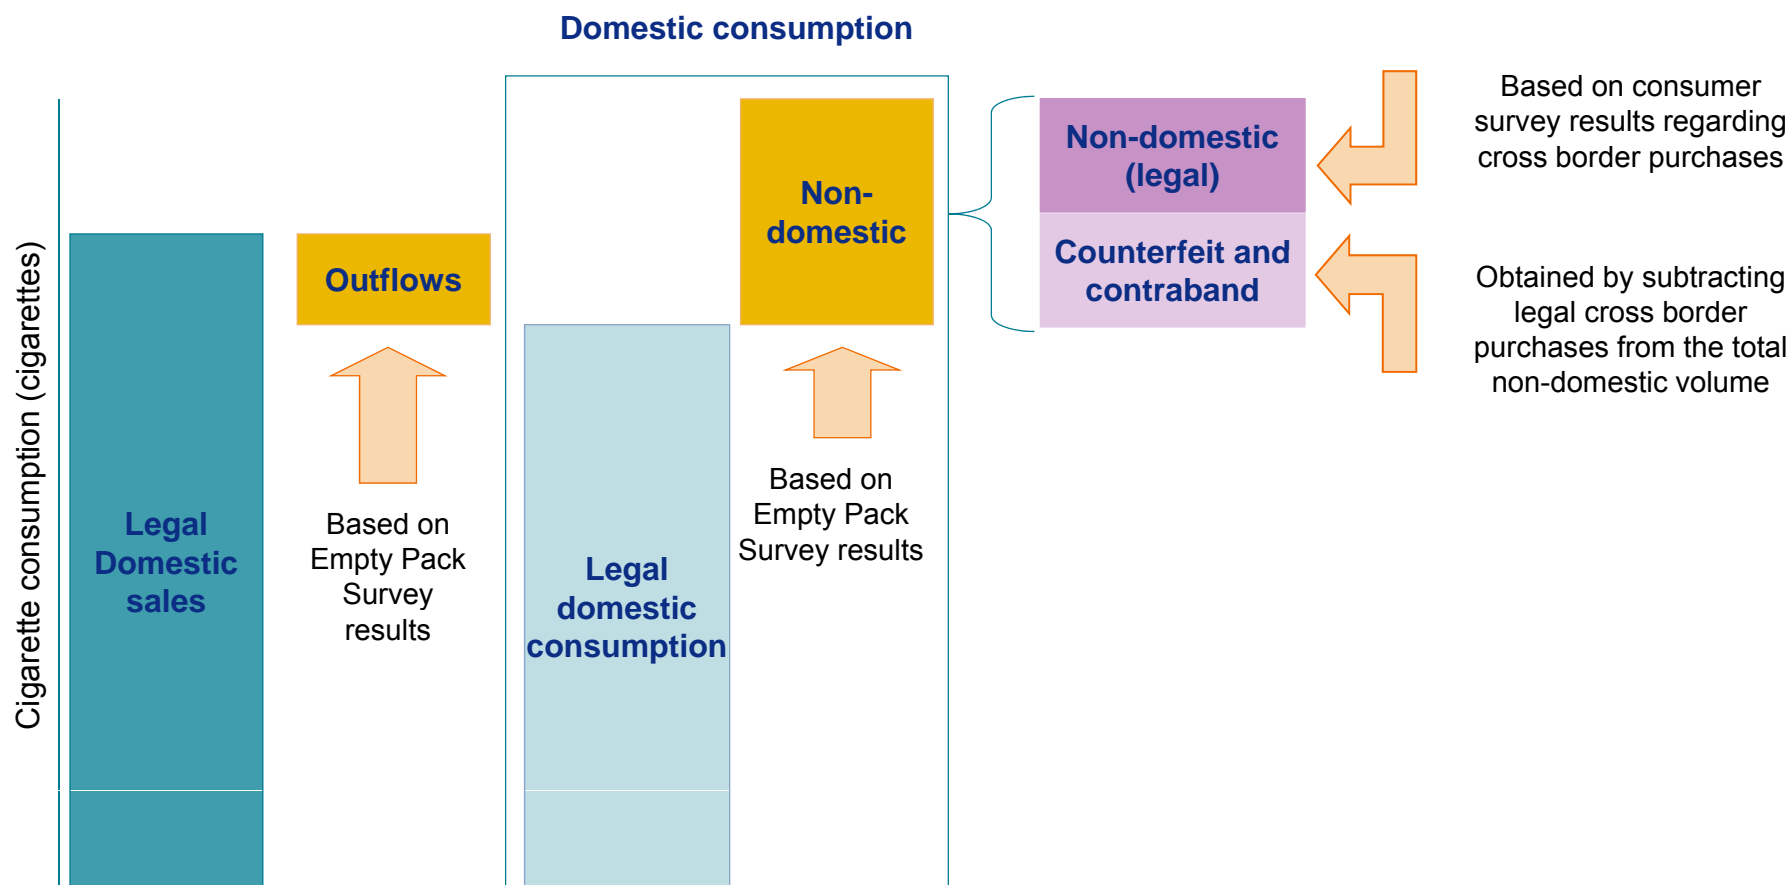 Domestic consumption
Cigarette consumption (cigarettes)
Legal
Domestic
sales
Outflows
Based on
Empty Pack
Survey
results
Legal
domestic
consumption
Non-
domestic
Based on
Empty Pack
Survey results
Non-domestic
(legal)
Counterfeit and
contraband
Based on consumer
survey results regarding
cross border purchases
Obtained by subtracting
legal cross border
purchases from the total
non-domestic volume